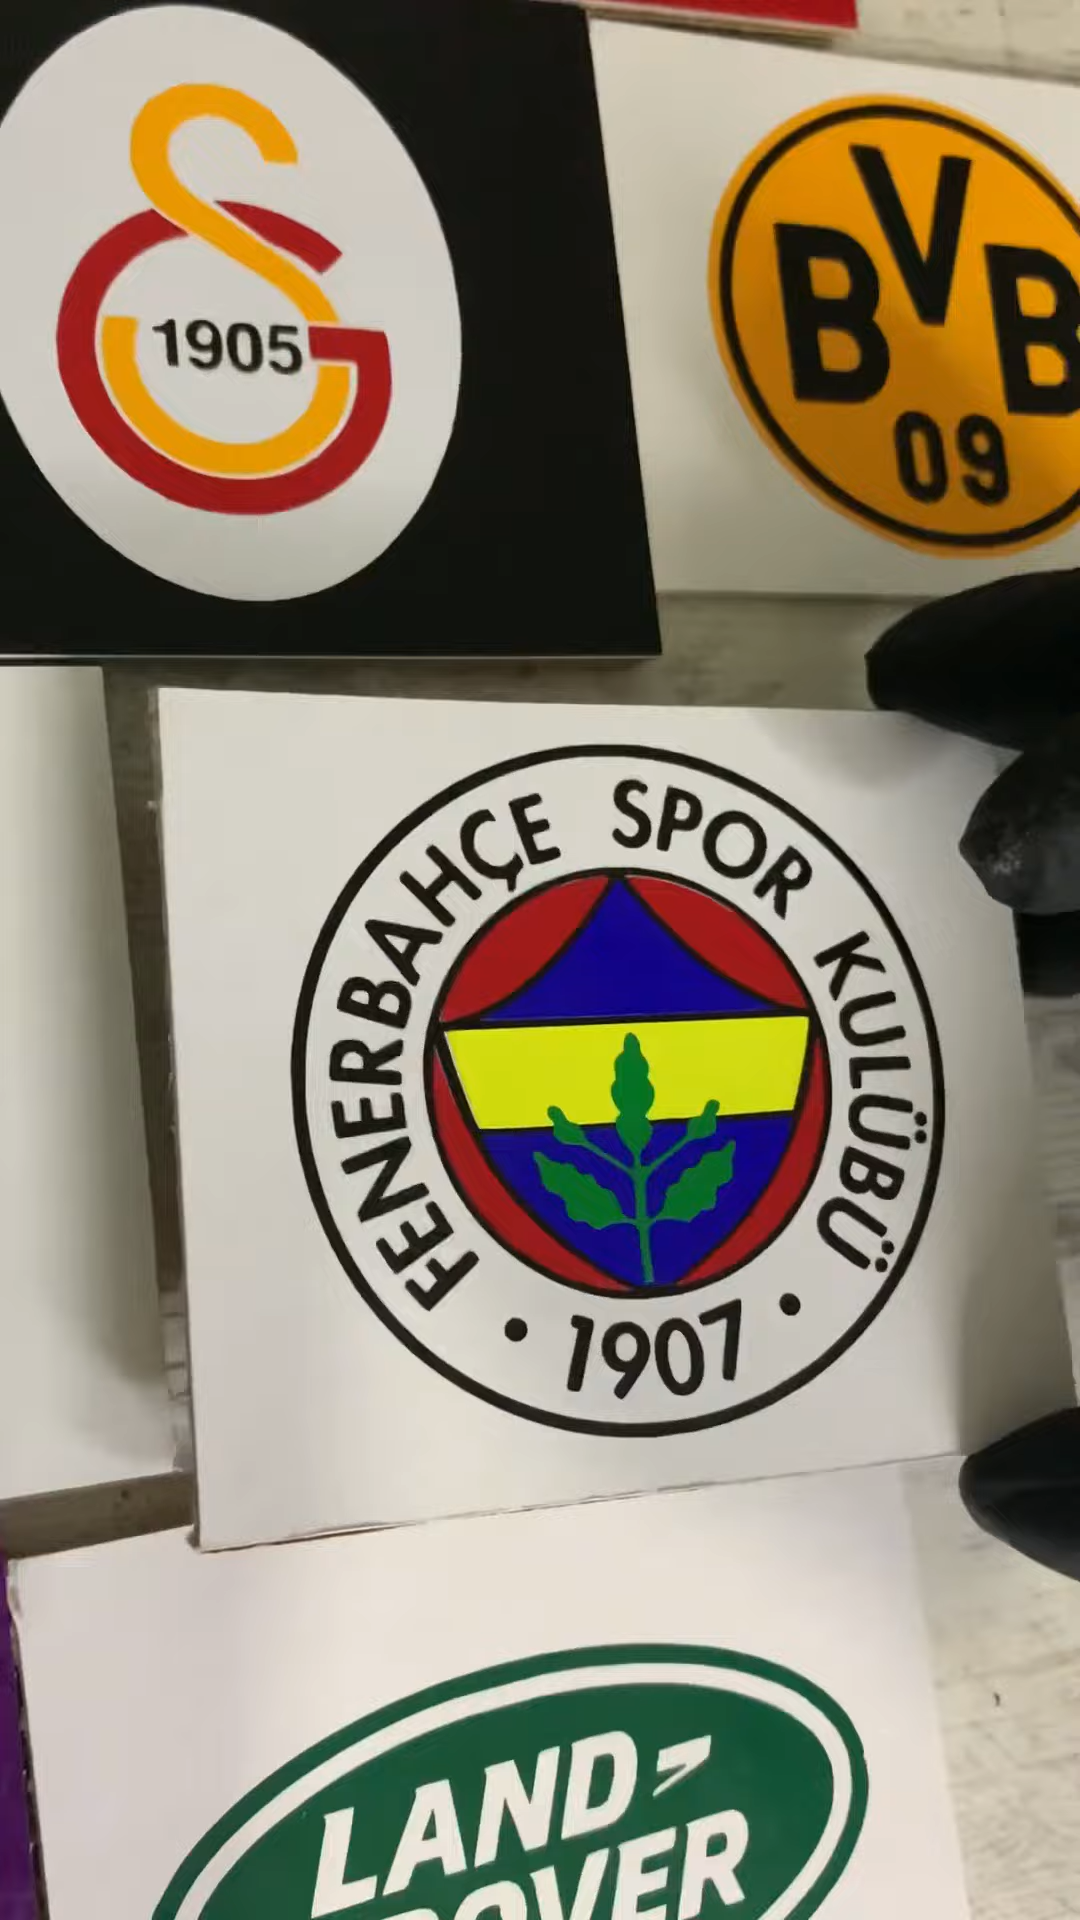 1905
BVB
09
FENERBAHÇE SPOR KULÜBÜ
• 1907 •
LAND-
ROVER